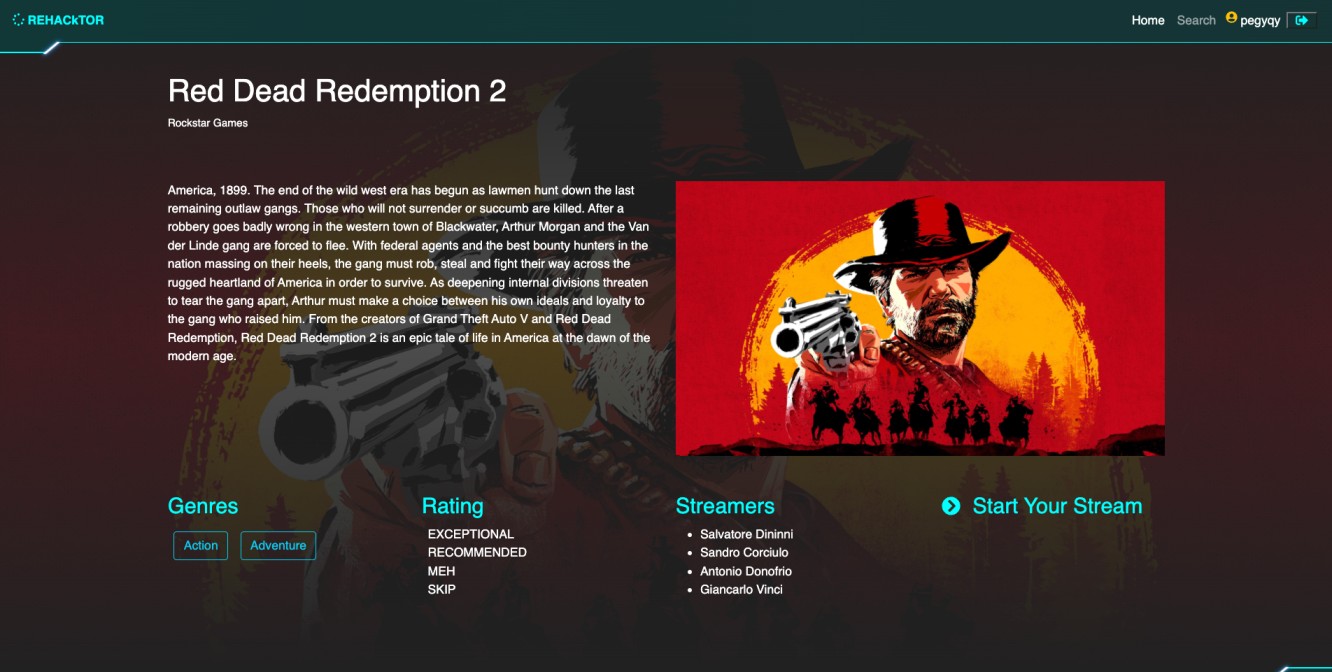 REHACkTOR
Home Search pegyqy
Red Dead Redemption 2
Rockstar Games
America, 1899. The end of the wild west era has begun as lawmen hunt down the last
remaining outlaw gangs. Those who will not surrender or succumb are killed. After a
robbery goes badly wrong in the western town of Blackwater, Arthur Morgan and the Van
der Linde gang are forced to flee. With federal agents and the best bounty hunters in the
nation massing on their heels, the gang must rob, steal and fight their way across the
rugged heartland of America in order to survive. As deepening internal divisions threaten
to tear the gang apart, Arthur must make a choice between his own ideals and loyalty to
the gang who raised him. From the creators of Grand Theft Auto V and Red Dead
Redemption, Red Dead Redemption 2 is an epic tale of life in America at the dawn of the
modern age.
Genres
Action Adventure
Rating
EXCEPTIONAL
RECOMMENDED
MEH
SKIP
Streamers
Salvatore Dininni
Sandro Corciulo
Antonio Donofrio
Giancarlo Vinci
Start Your Stream